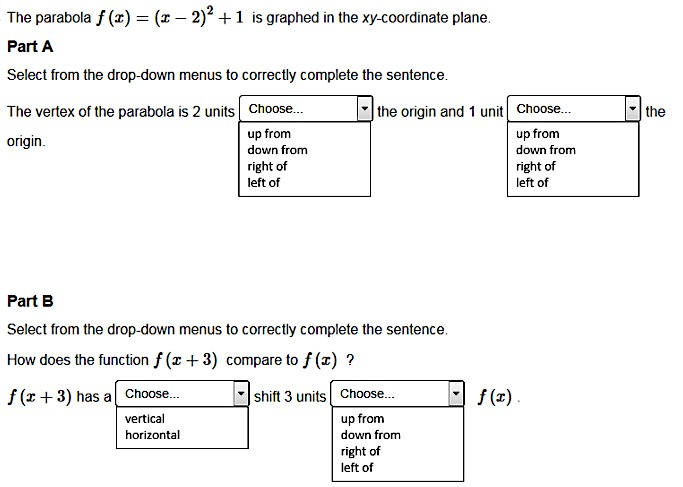 The parabola f (x) = (x − 2)² + 1 is graphed in the xy-coordinate plane.
Part A
Select from the drop-down menus to correctly complete the sentence.
The vertex of the parabola is 2 units Choose... the origin and 1 unit Choose... the
up from up from
down from down from
origin.
right of right of
left of left of
Part B
Select from the drop-down menus to correctly complete the sentence.
How does the function f (x + 3) compare to f (x) ?
f (x + 3) has a Choose... shift 3 units Choose... f (x) .
vertical up from
horizontal down from
right of
left of